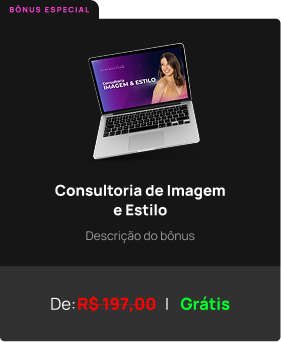 BÔNUS ESPECIAL
Consultoria
IMAGEM & ESTILO
Consultoria de Imagem
e Estilo
Descrição do bônus
De: R$ 197,00 | Grátis